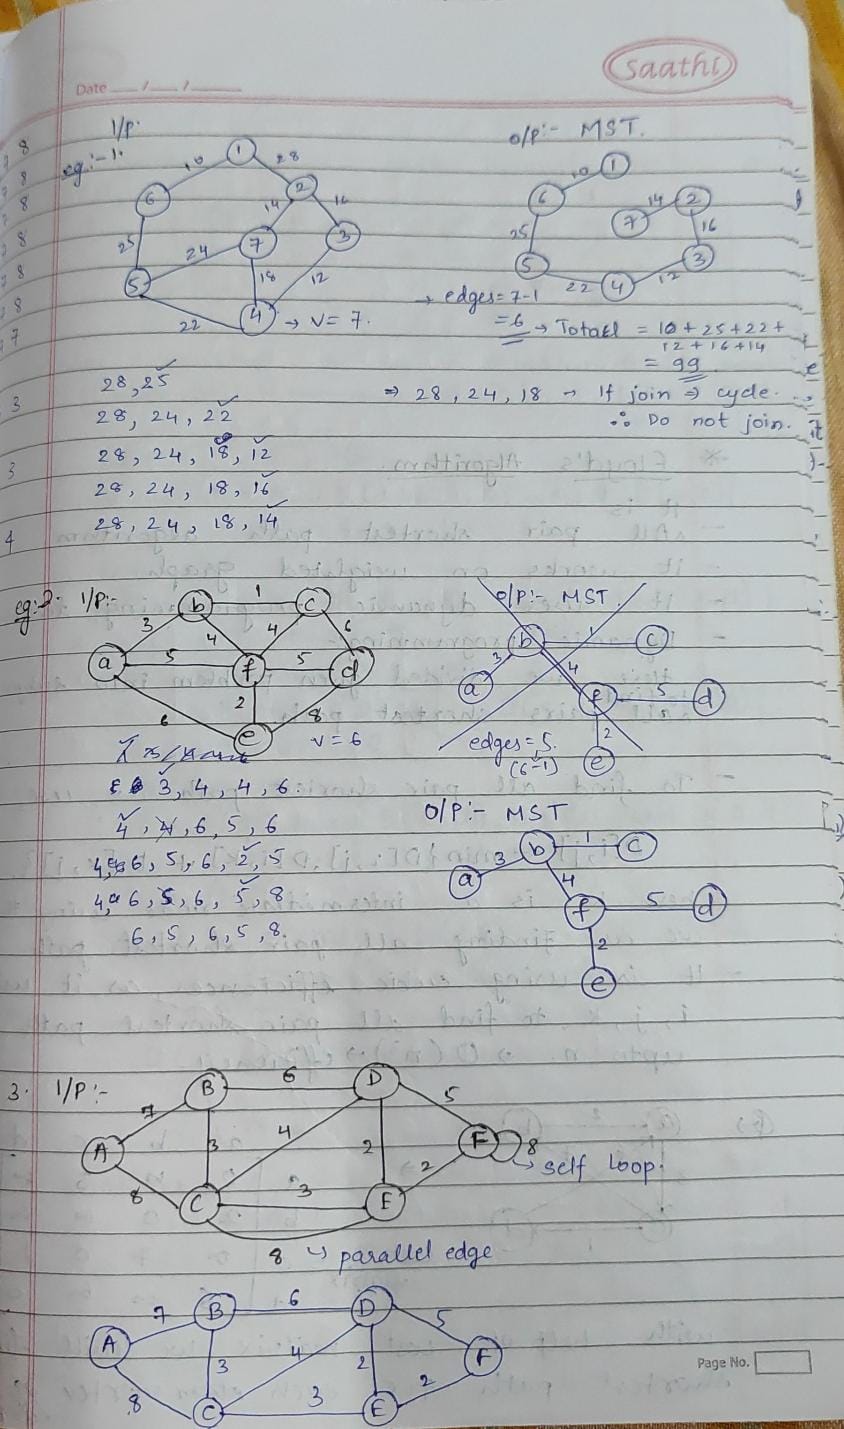 saathi
Date __/__/__
I/P:
eg:-1.
O/P:- MST.
1
10
28
6
2
14
16
25
24
7
3
18
12
5
22
4
→ V = 7.
10
1
6
14
2
7
25
16
3
5
22
4
12
→ edges = 7-1
= 6
→ Total = 10 + 25 + 22 +
12 + 16 + 14
= 99
28, 25
28, 24, 22
28, 24, 18, 12
28, 24, 18, 16
28, 24, 18, 14
⇒ 28, 24, 18 → If join ⇒ cycle.
∴ Do not join.
eg:2. I/P:-
b 1 c
3
4
4
6
a
5
f
5
d
2
6
8
e
V = 6
O/P:- MST.
b 1 c
3
4
a
f 5 d
2
e
edges = 5.
(6-1)
3, 4, 4, 6.
4, 4, 6, 5, 6
4, 6, 5, 6, 2, 5
4, 6, 5, 6, 5, 8
6, 5, 6, 5, 8.
O/P:- MST
b 1 c
3
a
4
f 5 d
2
e
3. I/P:-
B 6 D
7
5
A
3
4
2
F
8
→ self loop.
8
2
C 3 E
8 → parallel edge
B 6 D
7
5
A
3
4
2
F
8
2
C 3 E
Page No.